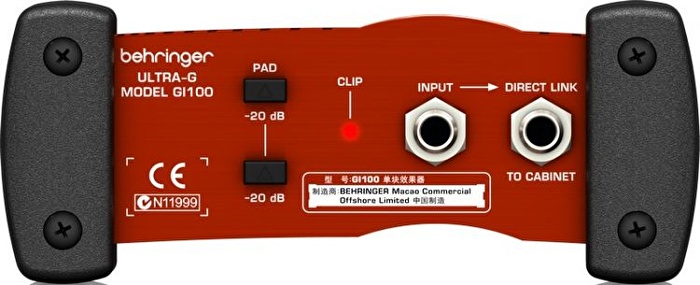 behringer
ULTRA-G
MODEL GI100
PAD
-20 dB
-20 dB
CLIP
INPUT
DIRECT LINK
TO CABINET
CE
N11999
型 号:GI100 单块效果器
制造商:BEHRINGER Macao Commercial
Offshore Limited 中国制造